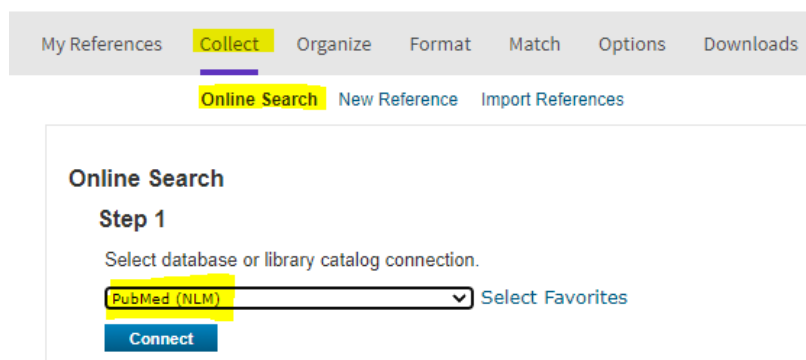 My References Collect Organize Format Match Options Downloads
Online Search New Reference Import References
Online Search
Step 1
Select database or library catalog connection.
PubMed (NLM) Select Favorites
Connect